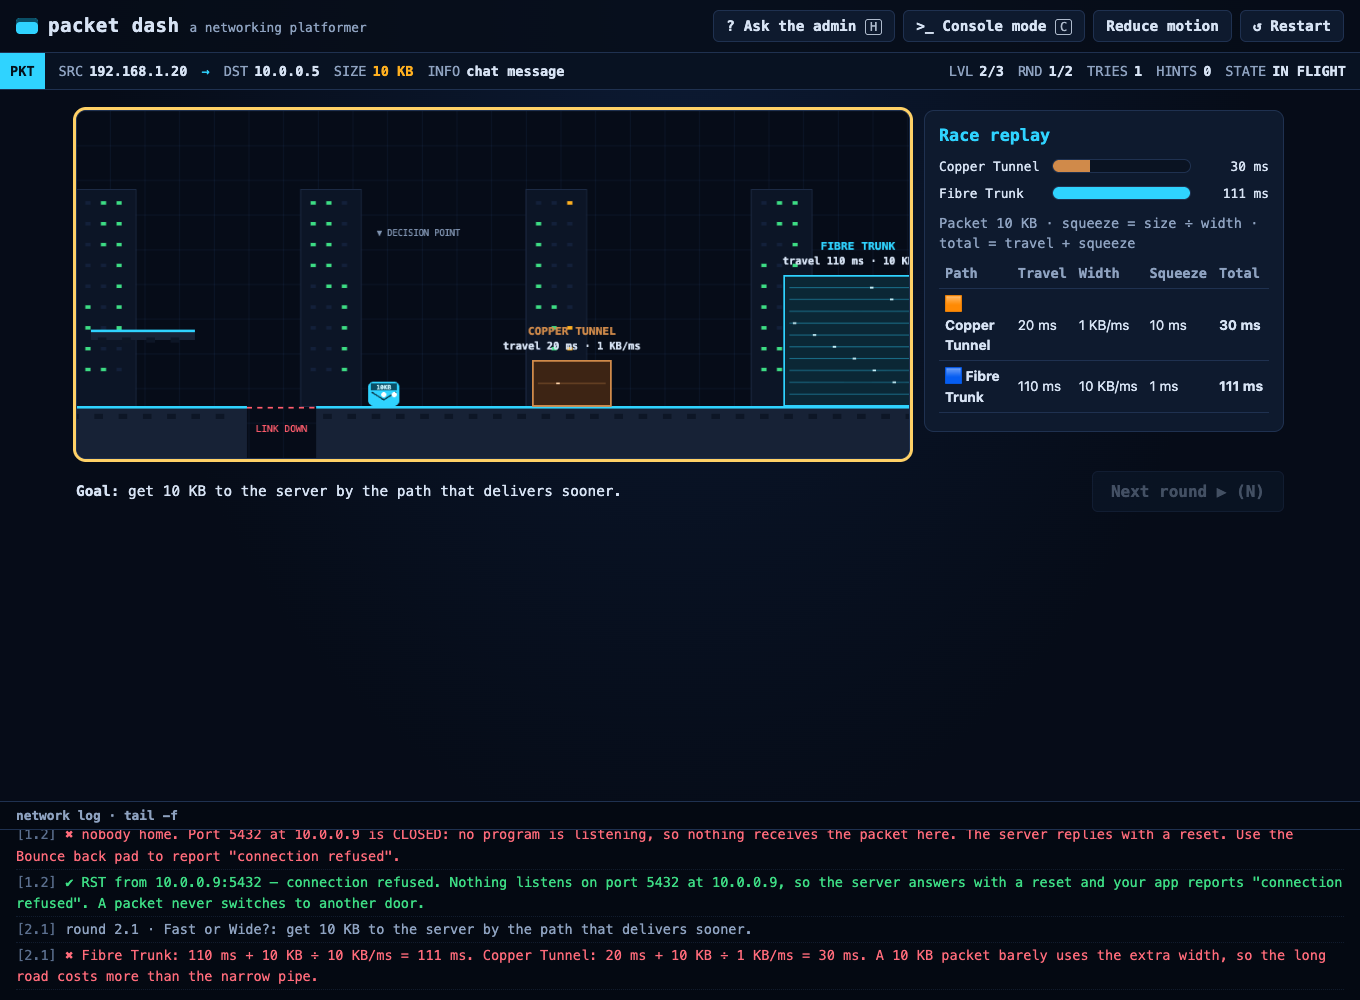 packet dash a networking platformer
? Ask the admin H
>_ Console mode C
Reduce motion
↺ Restart
PKT SRC 192.168.1.20 → DST 10.0.0.5 SIZE 10 KB INFO chat message
LVL 2/3 RND 1/2 TRIES 1 HINTS 0 STATE IN FLIGHT
▼ DECISION POINT
FIBRE TRUNK
travel 110 ms · 10 K
COPPER TUNNEL
travel 20 ms · 1 KB/ms
10KB
LINK DOWN
Race replay
Copper Tunnel 30 ms
Fibre Trunk 111 ms
Packet 10 KB · squeeze = size ÷ width ·
total = travel + squeeze
Path Travel Width Squeeze Total
Copper Tunnel 20 ms 1 KB/ms 10 ms 30 ms
Fibre Trunk 110 ms 10 KB/ms 1 ms 111 ms
Goal: get 10 KB to the server by the path that delivers sooner.
Next round ▶ (N)
network log · tail -f
[1.2] ✖ nobody home. Port 5432 at 10.0.0.9 is CLOSED: no program is listening, so nothing receives the packet here. The server replies with a reset. Use the
Bounce back pad to report "connection refused".
[1.2] ✔ RST from 10.0.0.9:5432 — connection refused. Nothing listens on port 5432 at 10.0.0.9, so the server answers with a reset and your app reports "connection
refused". A packet never switches to another door.
[2.1] round 2.1 · Fast or Wide?: get 10 KB to the server by the path that delivers sooner.
[2.1] ✖ Fibre Trunk: 110 ms + 10 KB ÷ 10 KB/ms = 111 ms. Copper Tunnel: 20 ms + 10 KB ÷ 1 KB/ms = 30 ms. A 10 KB packet barely uses the extra width, so the long
road costs more than the narrow pipe.